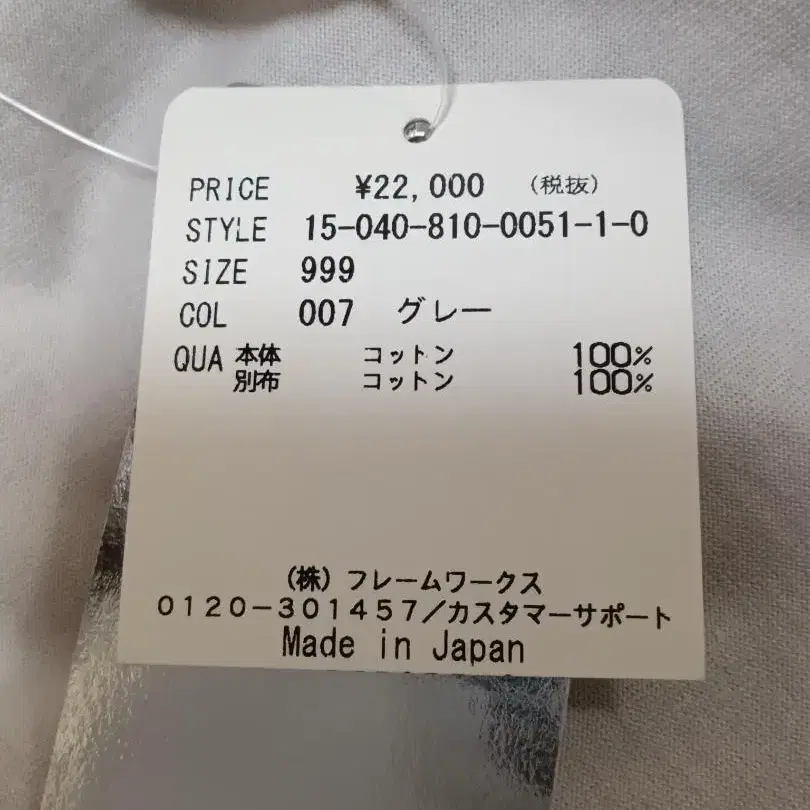 PRICE ¥22,000 (税抜)
STYLE 15-040-810-0051-1-0
SIZE 999
COL 007 グレー
QUA 本体 コットン 100%
別布 コットン 100%
(株)フレームワークス
0120-301457/カスタマーサポート
Made in Japan